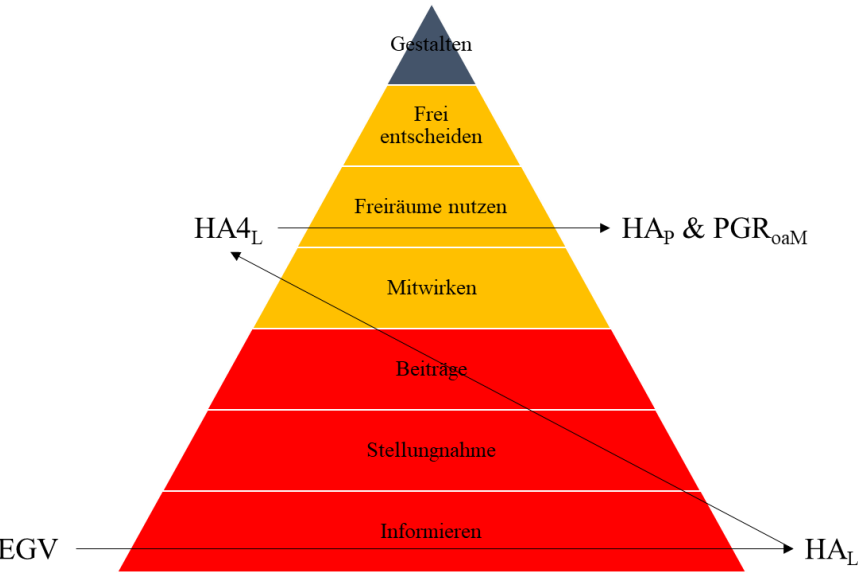 Gestalten
Frei
entscheiden
Freiräume nutzen
HA4L
HAP & PGRoaM
Mitwirken
Beiträge
Stellungnahme
Informieren
EGV
HAL